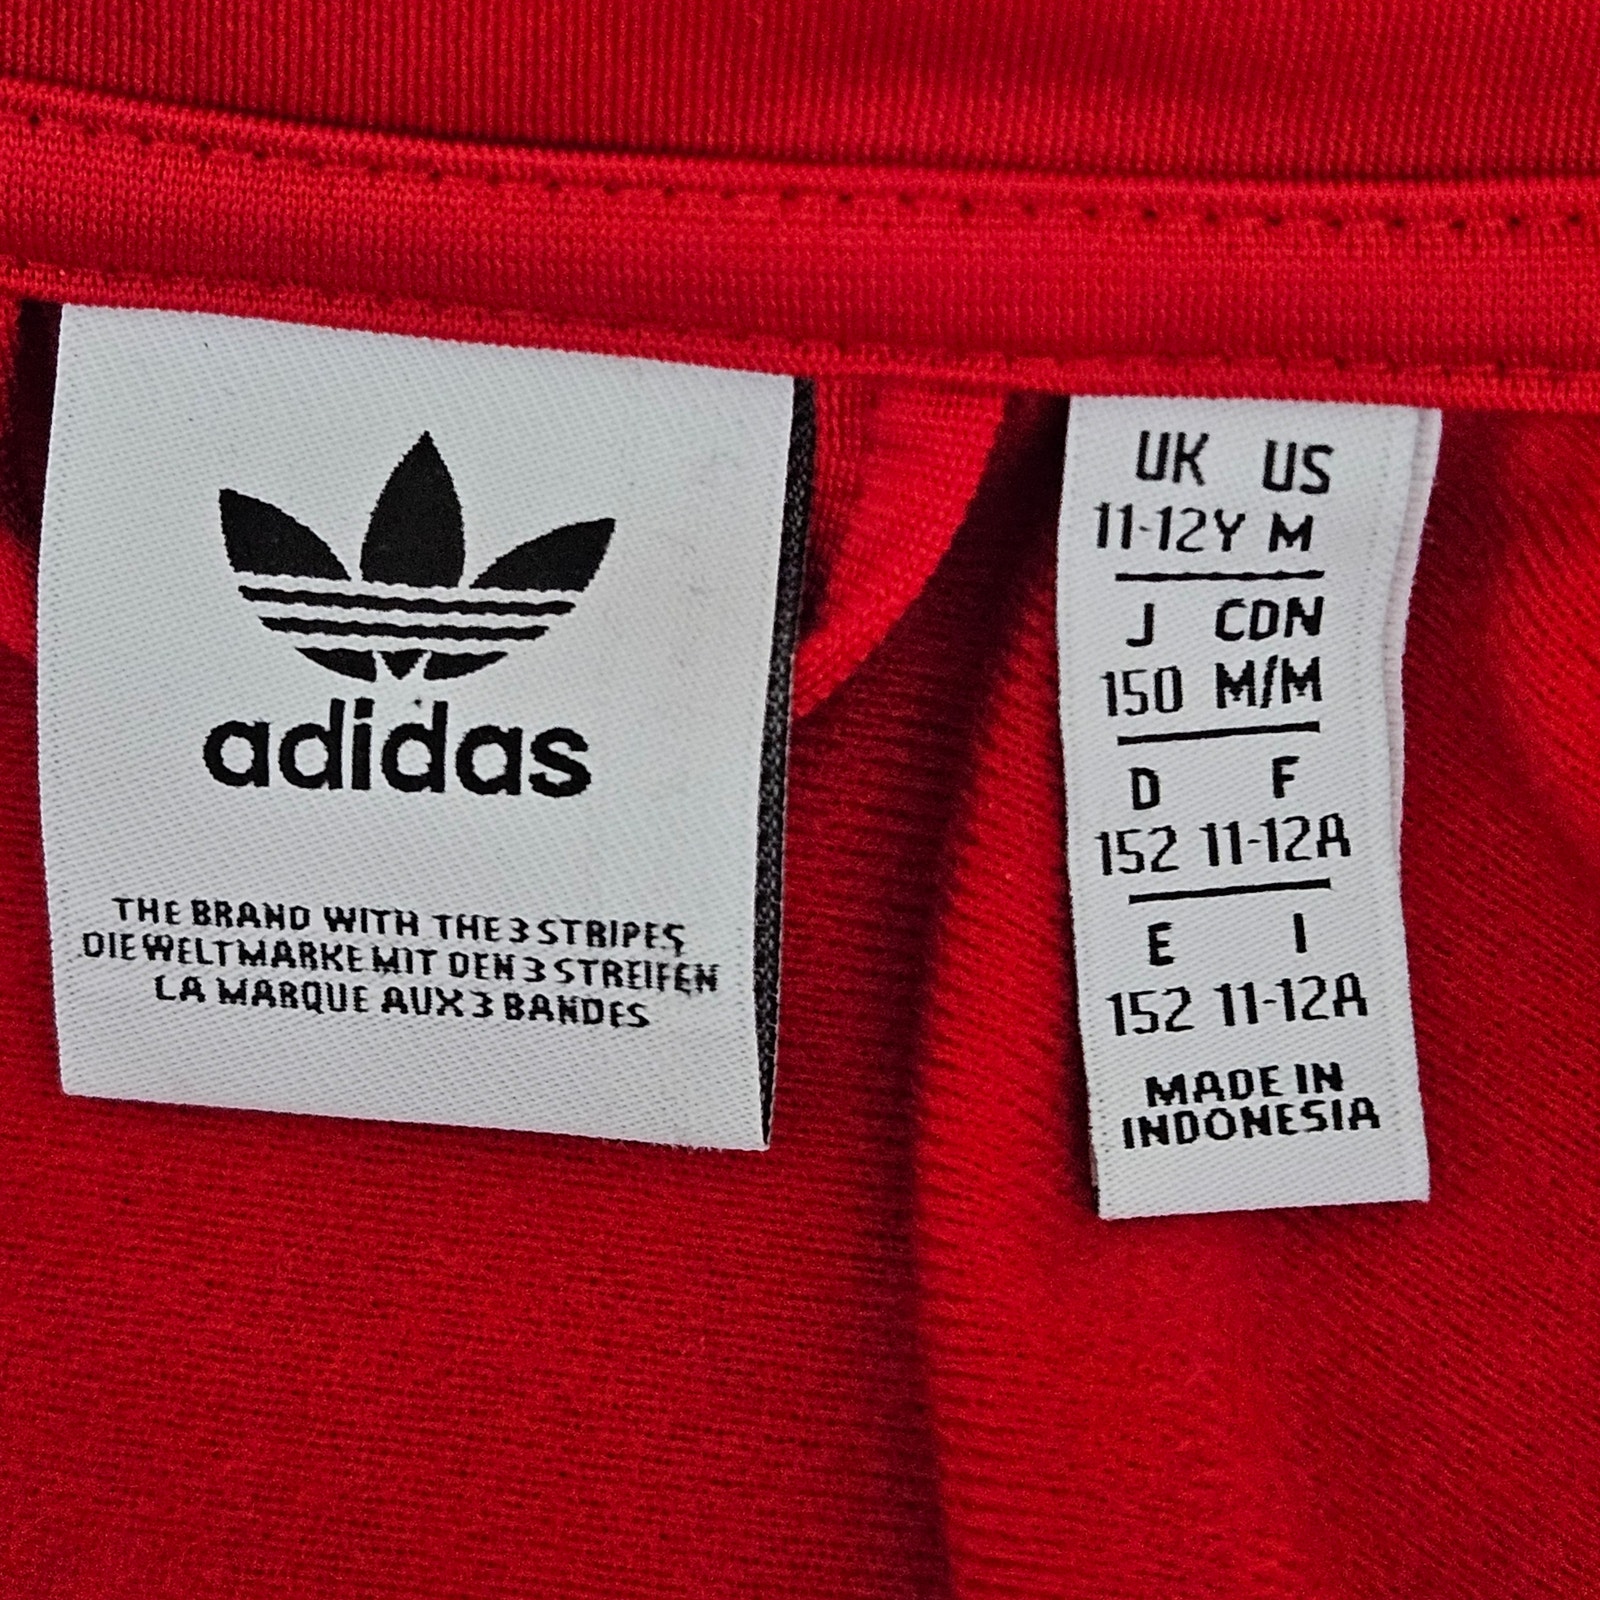 adidas
THE BRAND WITH THE 3 STRIPES
DIE WELTMARKE MIT DEN 3 STREIFEN
LA MARQUE AUX 3 BANDES
UK US
11-12Y M
J CDN
150 M/M
D F
152 11-12A
E I
152 11-12A
MADE IN
INDONESIA